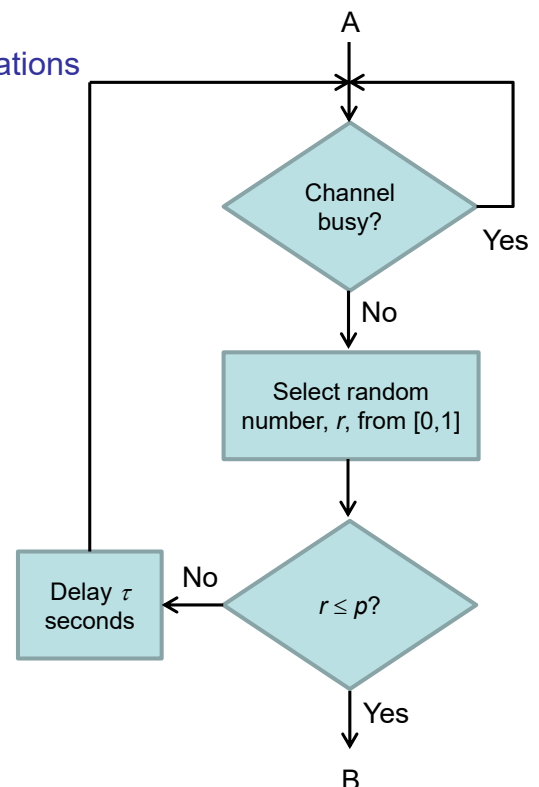 A
ations
Channel
busy?
Yes
No
Select random
number, r, from [0,1]
Delay τ
seconds
No
r ≤ p?
Yes
B